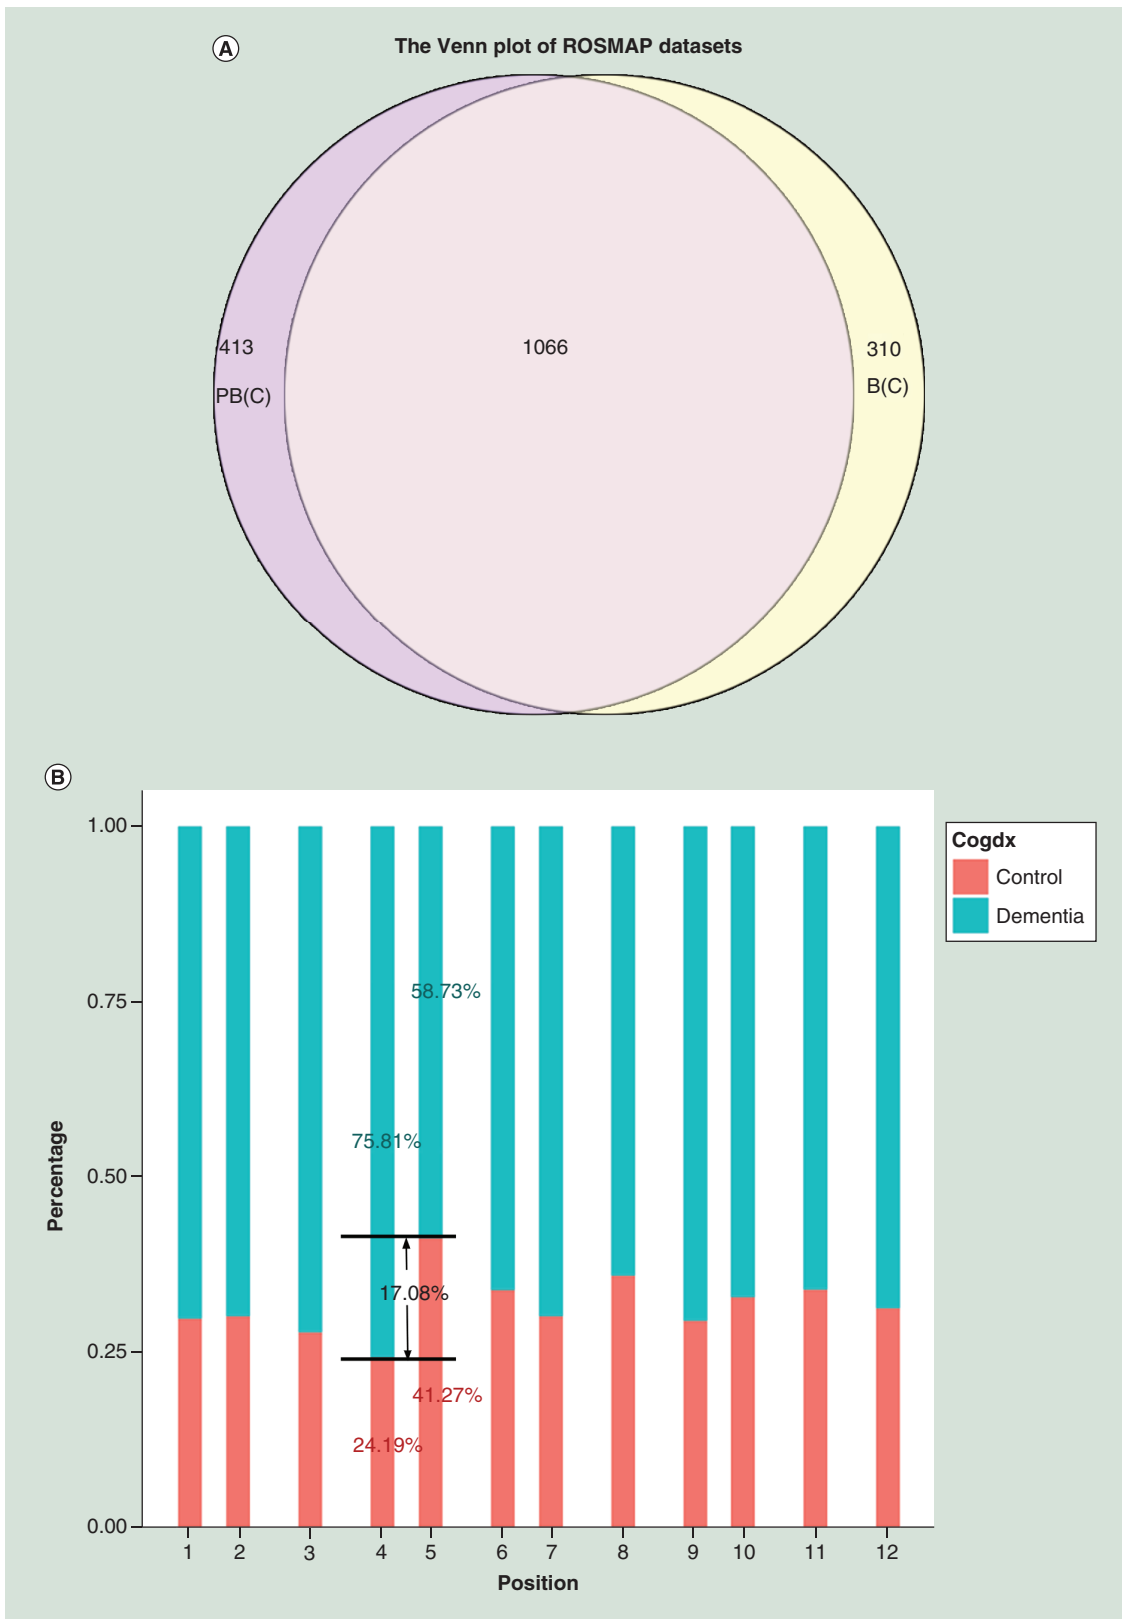 A
The Venn plot of ROSMAP datasets
413
1066
310
PB(C)
B(C)
B
1.00
0.75
0.50
0.25
0.00
Percentage
58.73%
75.81%
17.08%
41.27%
24.19%
1 2 3 4 5 6 7 8 9 10 11 12
Position
Cogdx
Control
Dementia